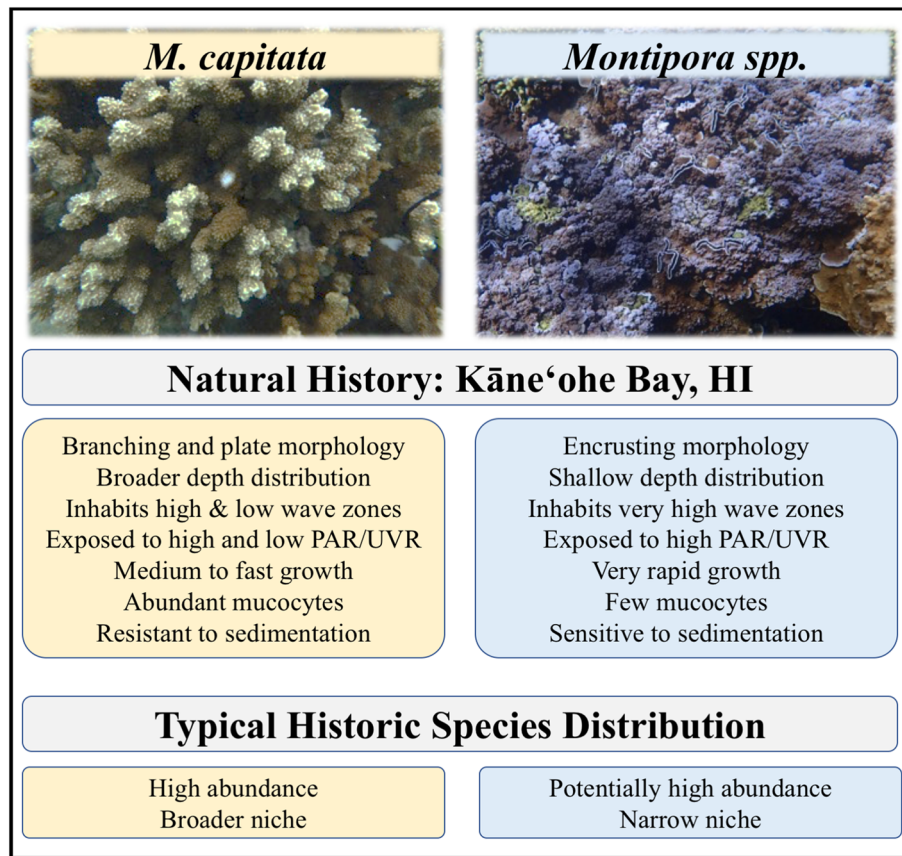 M. capitata
Montipora spp.
Natural History: Kāneʻohe Bay, HI
Branching and plate morphology
Broader depth distribution
Inhabits high & low wave zones
Exposed to high and low PAR/UVR
Medium to fast growth
Abundant mucocytes
Resistant to sedimentation
Encrusting morphology
Shallow depth distribution
Inhabits very high wave zones
Exposed to high PAR/UVR
Very rapid growth
Few mucocytes
Sensitive to sedimentation
Typical Historic Species Distribution
High abundance
Broader niche
Potentially high abundance
Narrow niche